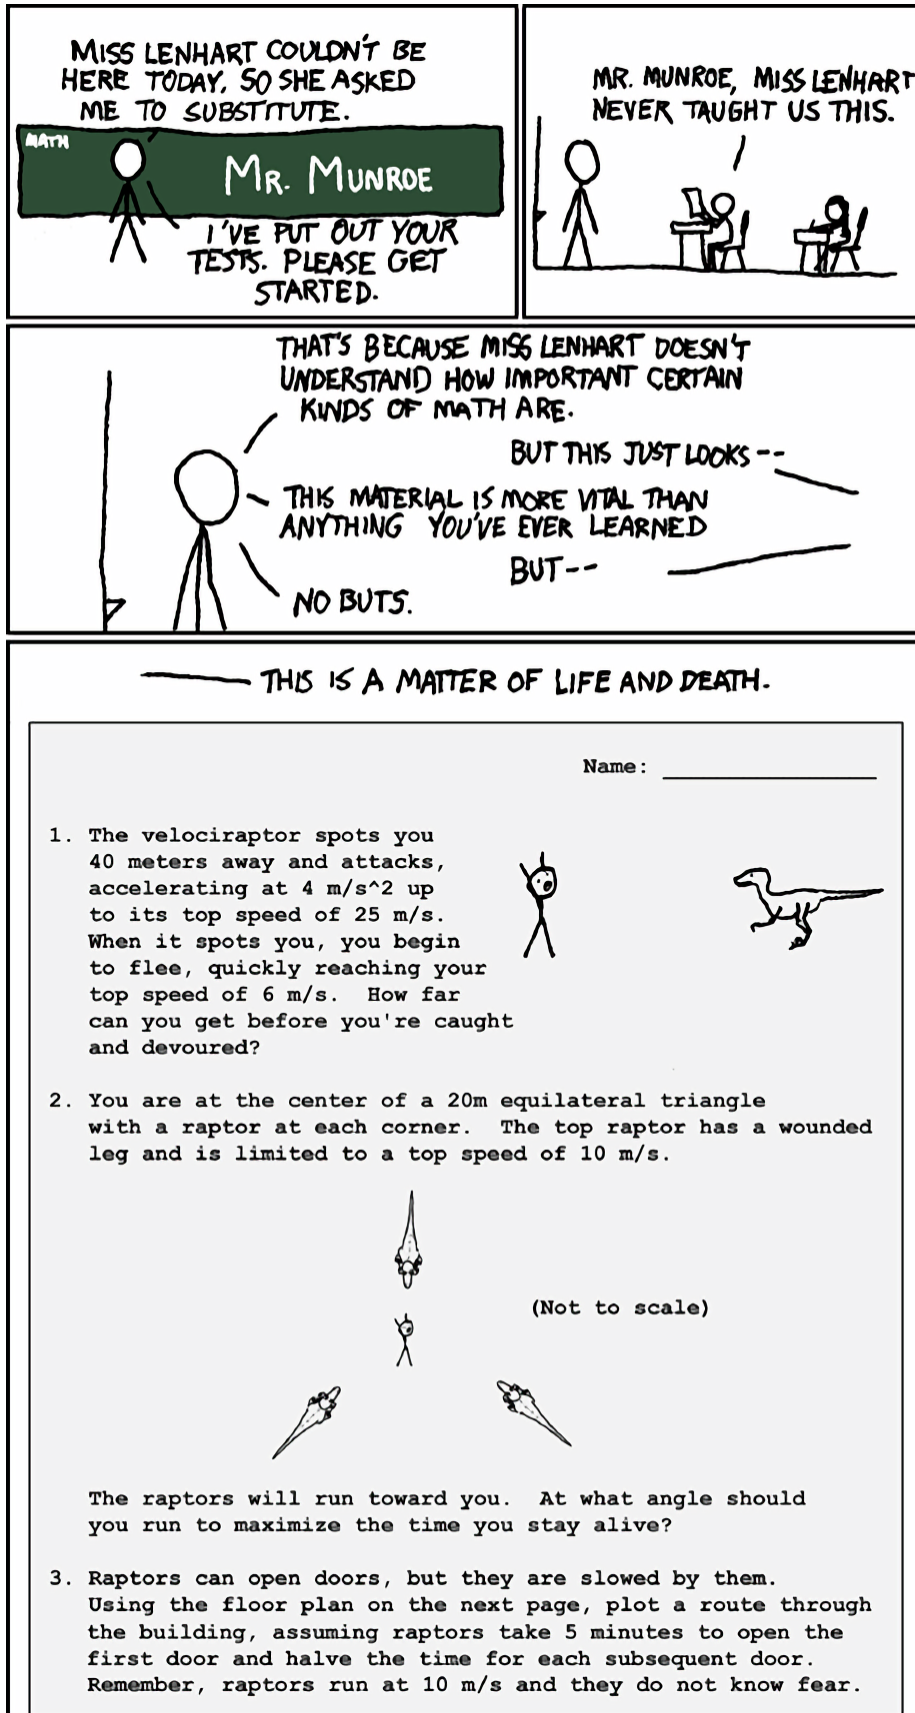 MISS LENHART COULDN'T BE
HERE TODAY, SO SHE ASKED
ME TO SUBSTITUTE.
MATH
MR. MUNROE
I'VE PUT OUT YOUR
TESTS. PLEASE GET
STARTED.
MR. MUNROE, MISS LENHART
NEVER TAUGHT US THIS.
THAT'S BECAUSE MISS LENHART DOESN'T
UNDERSTAND HOW IMPORTANT CERTAIN
KINDS OF MATH ARE.
BUT THIS JUST LOOKS--
THIS MATERIAL IS MORE VITAL THAN
ANYTHING YOU'VE EVER LEARNED
BUT--
NO BUTS.
THIS IS A MATTER OF LIFE AND DEATH.
Name:
1. The velociraptor spots you
40 meters away and attacks,
accelerating at 4 m/s^2 up
to its top speed of 25 m/s.
When it spots you, you begin
to flee, quickly reaching your
top speed of 6 m/s. How far
can you get before you're caught
and devoured?
2. You are at the center of a 20m equilateral triangle
with a raptor at each corner. The top raptor has a wounded
leg and is limited to a top speed of 10 m/s.
(Not to scale)
The raptors will run toward you. At what angle should
you run to maximize the time you stay alive?
3. Raptors can open doors, but they are slowed by them.
Using the floor plan on the next page, plot a route through
the building, assuming raptors take 5 minutes to open the
first door and halve the time for each subsequent door.
Remember, raptors run at 10 m/s and they do not know fear.